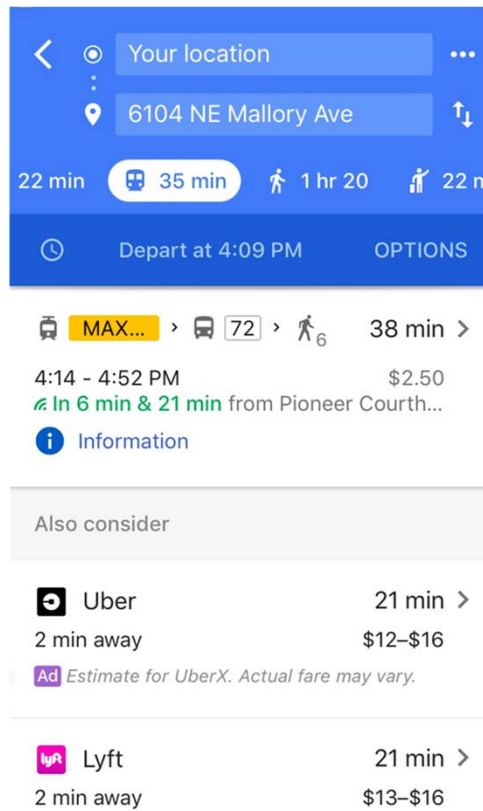 Your location
6104 NE Mallory Ave
22 min 35 min 1 hr 20 22 m
Depart at 4:09 PM OPTIONS
MAX... 72 6 38 min
4:14 - 4:52 PM $2.50
In 6 min & 21 min from Pioneer Courth...
Information
Also consider
Uber 21 min
2 min away $12–$16
Ad Estimate for UberX. Actual fare may vary.
lyft Lyft 21 min
2 min away $13–$16